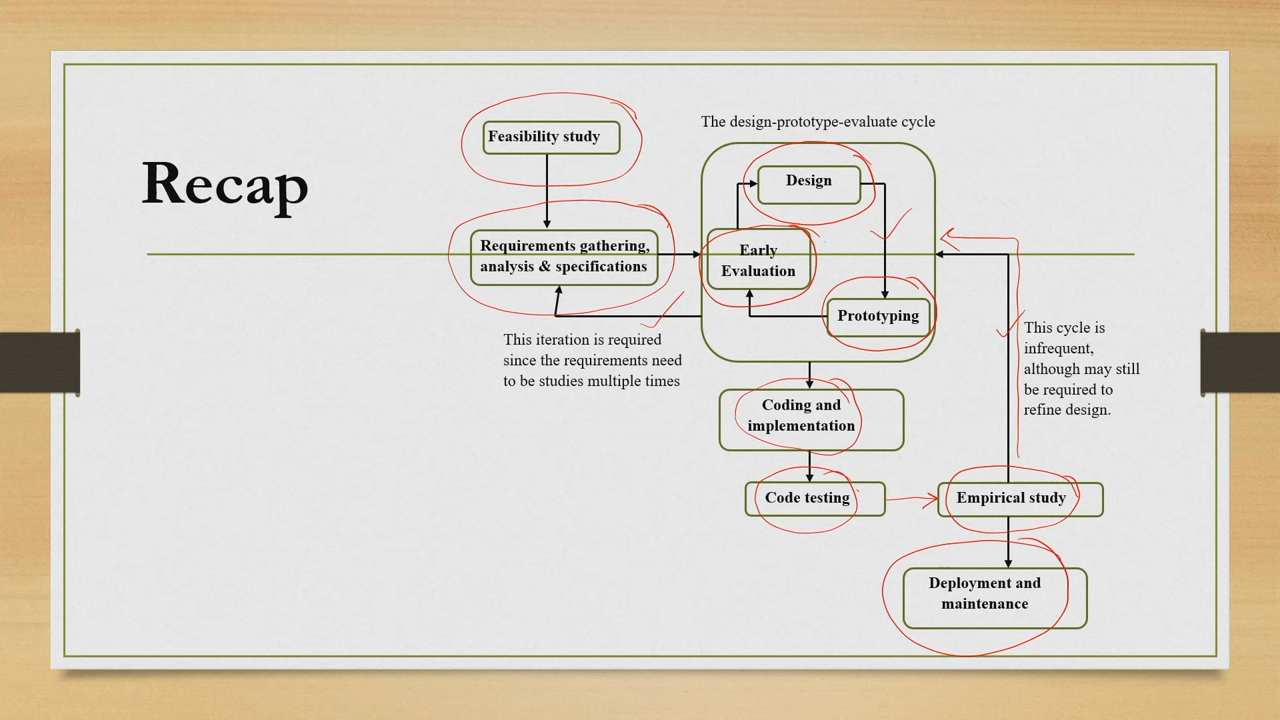 Recap
Feasibility study
Requirements gathering,
analysis & specifications
This iteration is required
since the requirements need
to be studies multiple times
The design-prototype-evaluate cycle
Design
Early
Evaluation
Prototyping
Coding and
implementation
Code testing
Empirical study
Deployment and
maintenance
This cycle is
infrequent,
although may still
be required to
refine design.